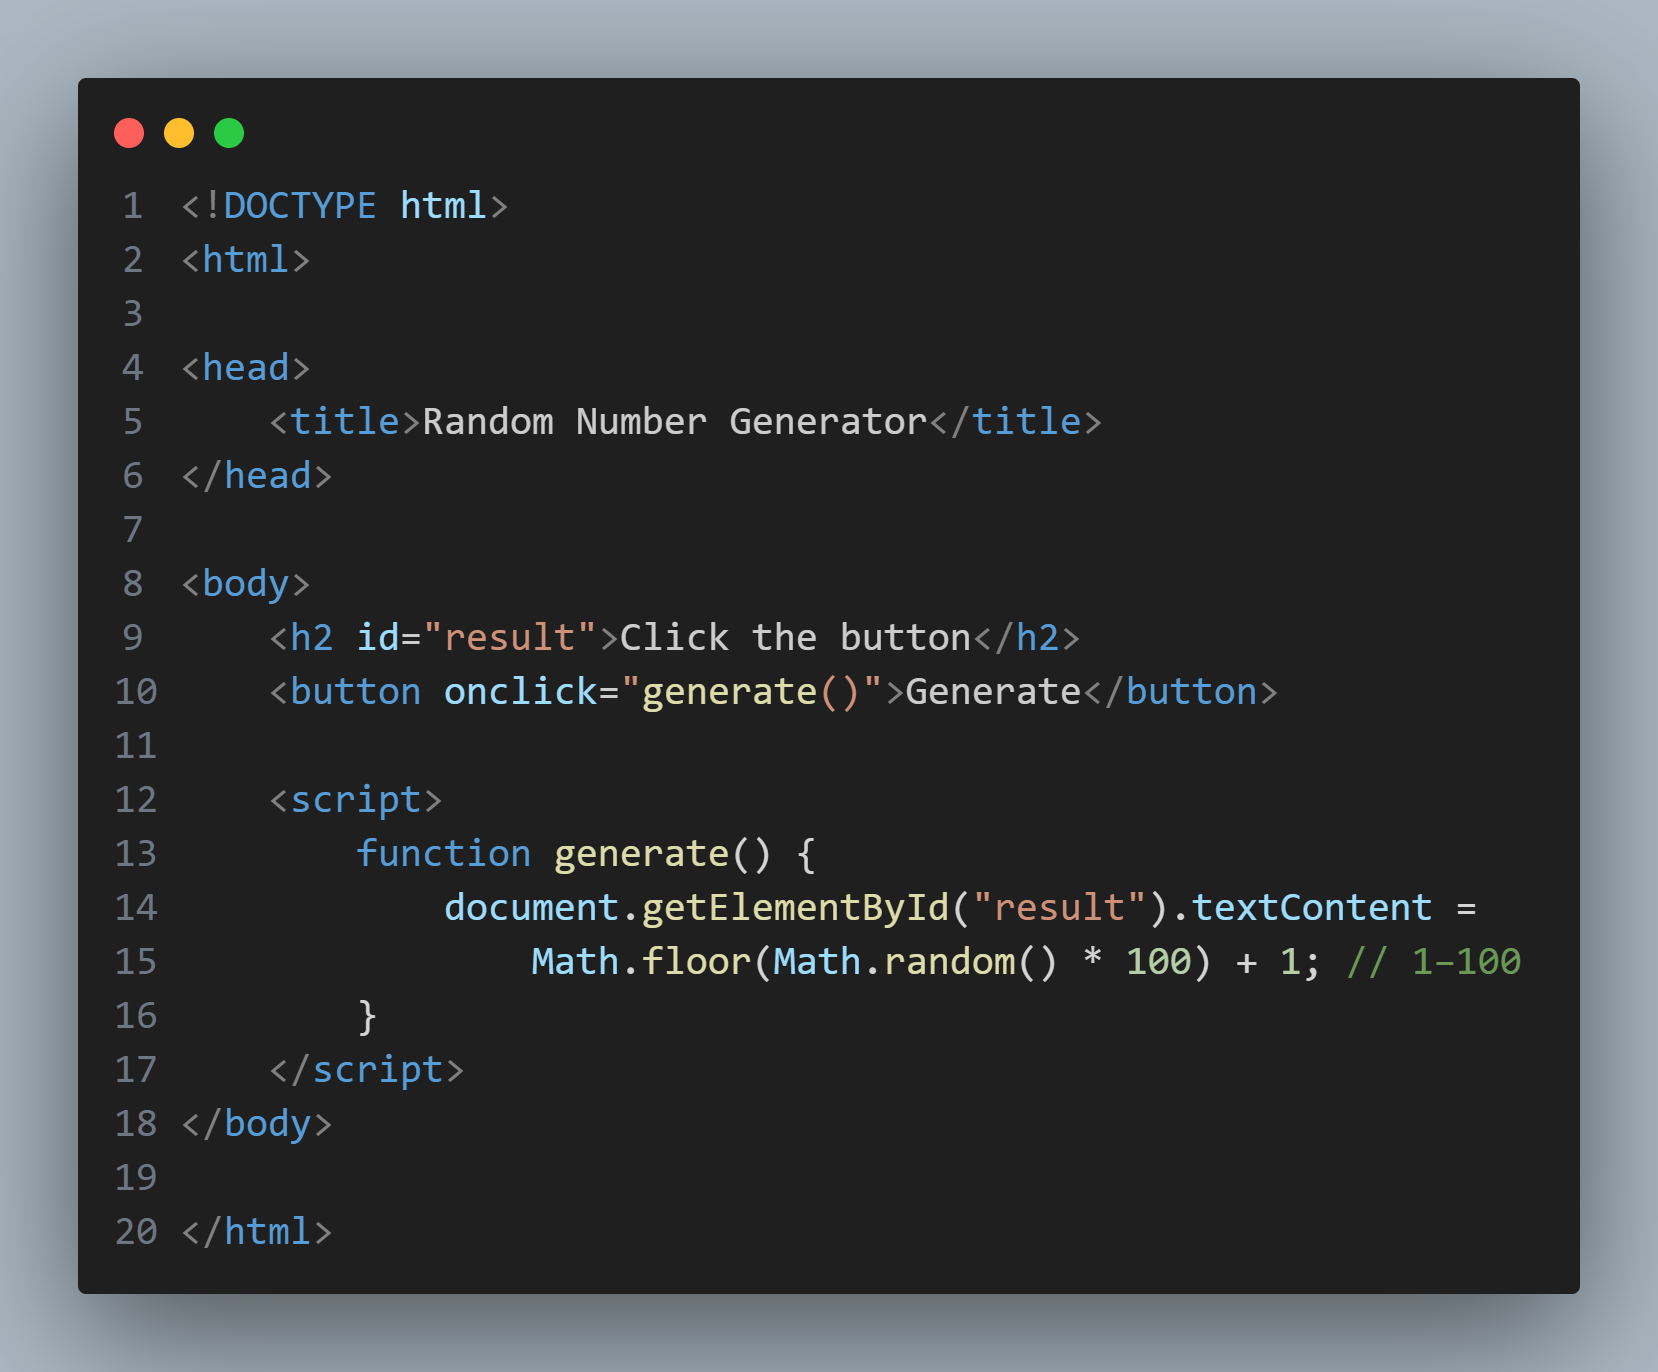 1 <!DOCTYPE html>
2 <html>
3
4 <head>
5     <title>Random Number Generator</title>
6 </head>
7
8 <body>
9     <h2 id="result">Click the button</h2>
10     <button onclick="generate()">Generate</button>
11
12     <script>
13         function generate() {
14             document.getElementById("result").textContent =
15                 Math.floor(Math.random() * 100) + 1; // 1–100
16         }
17     </script>
18 </body>
19
20 </html>